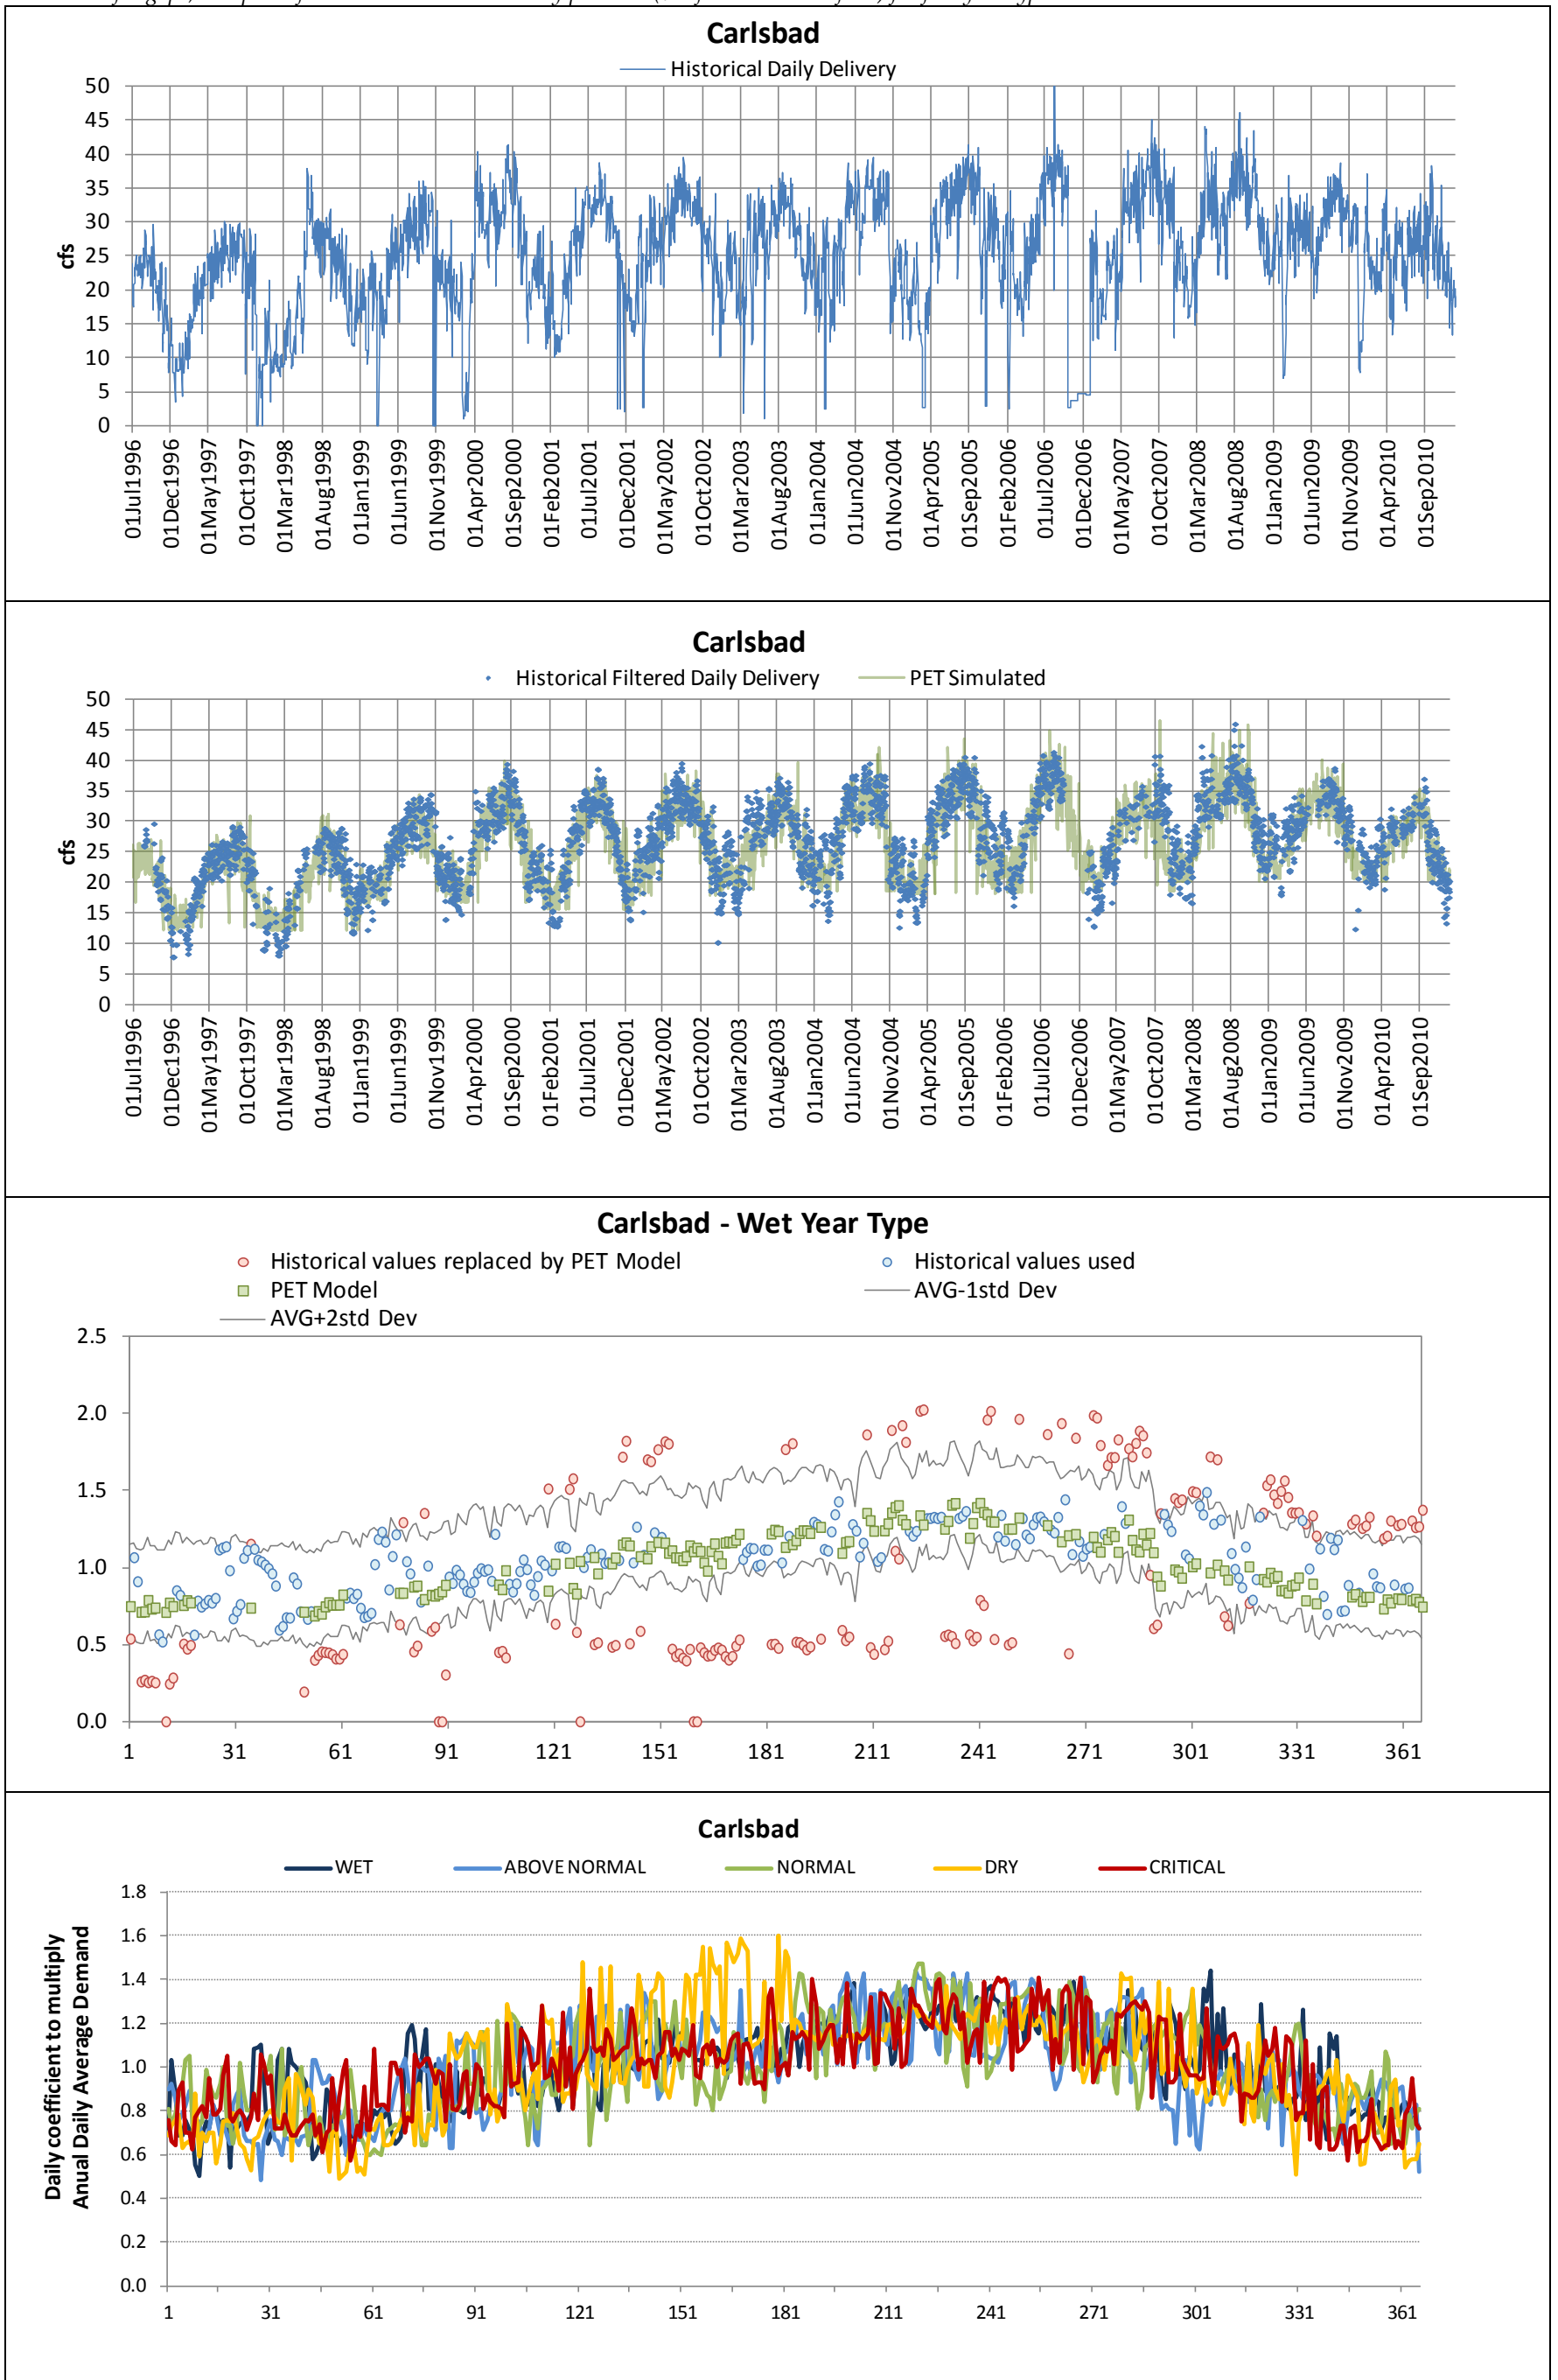 Carlsbad
Historical Daily Delivery
50
45
40
35
30
25
20
15
10
5
0
cfs
01Jul1996
01Dec1996
01May1997
01Oct1997
01Mar1998
01Aug1998
01Jan1999
01Jun1999
01Nov1999
01Apr2000
01Sep2000
01Feb2001
01Jul2001
01Dec2001
01May2002
01Oct2002
01Mar2003
01Aug2003
01Jan2004
01Jun2004
01Nov2004
01Apr2005
01Sep2005
01Feb2006
01Jul2006
01Dec2006
01May2007
01Oct2007
01Mar2008
01Aug2008
01Jan2009
01Jun2009
01Nov2009
01Apr2010
01Sep2010
Carlsbad
Historical Filtered Daily Delivery PET Simulated
50
45
40
35
30
25
20
15
10
5
0
cfs
01Jul1996
01Dec1996
01May1997
01Oct1997
01Mar1998
01Aug1998
01Jan1999
01Jun1999
01Nov1999
01Apr2000
01Sep2000
01Feb2001
01Jul2001
01Dec2001
01May2002
01Oct2002
01Mar2003
01Aug2003
01Jan2004
01Jun2004
01Nov2004
01Apr2005
01Sep2005
01Feb2006
01Jul2006
01Dec2006
01May2007
01Oct2007
01Mar2008
01Aug2008
01Jan2009
01Jun2009
01Nov2009
01Apr2010
01Sep2010
Carlsbad - Wet Year Type
Historical values replaced by PET Model Historical values used
PET Model AVG-1std Dev
AVG+2std Dev
2.5
2.0
1.5
1.0
0.5
0.0
1 31 61 91 121 151 181 211 241 271 301 331 361
Carlsbad
WET ABOVE NORMAL NORMAL DRY CRITICAL
Daily coefficient to multiply
Anual Daily Average Demand
1.8
1.6
1.4
1.2
1.0
0.8
0.6
0.4
0.2
0.0
1 31 61 91 121 151 181 211 241 271 301 331 361